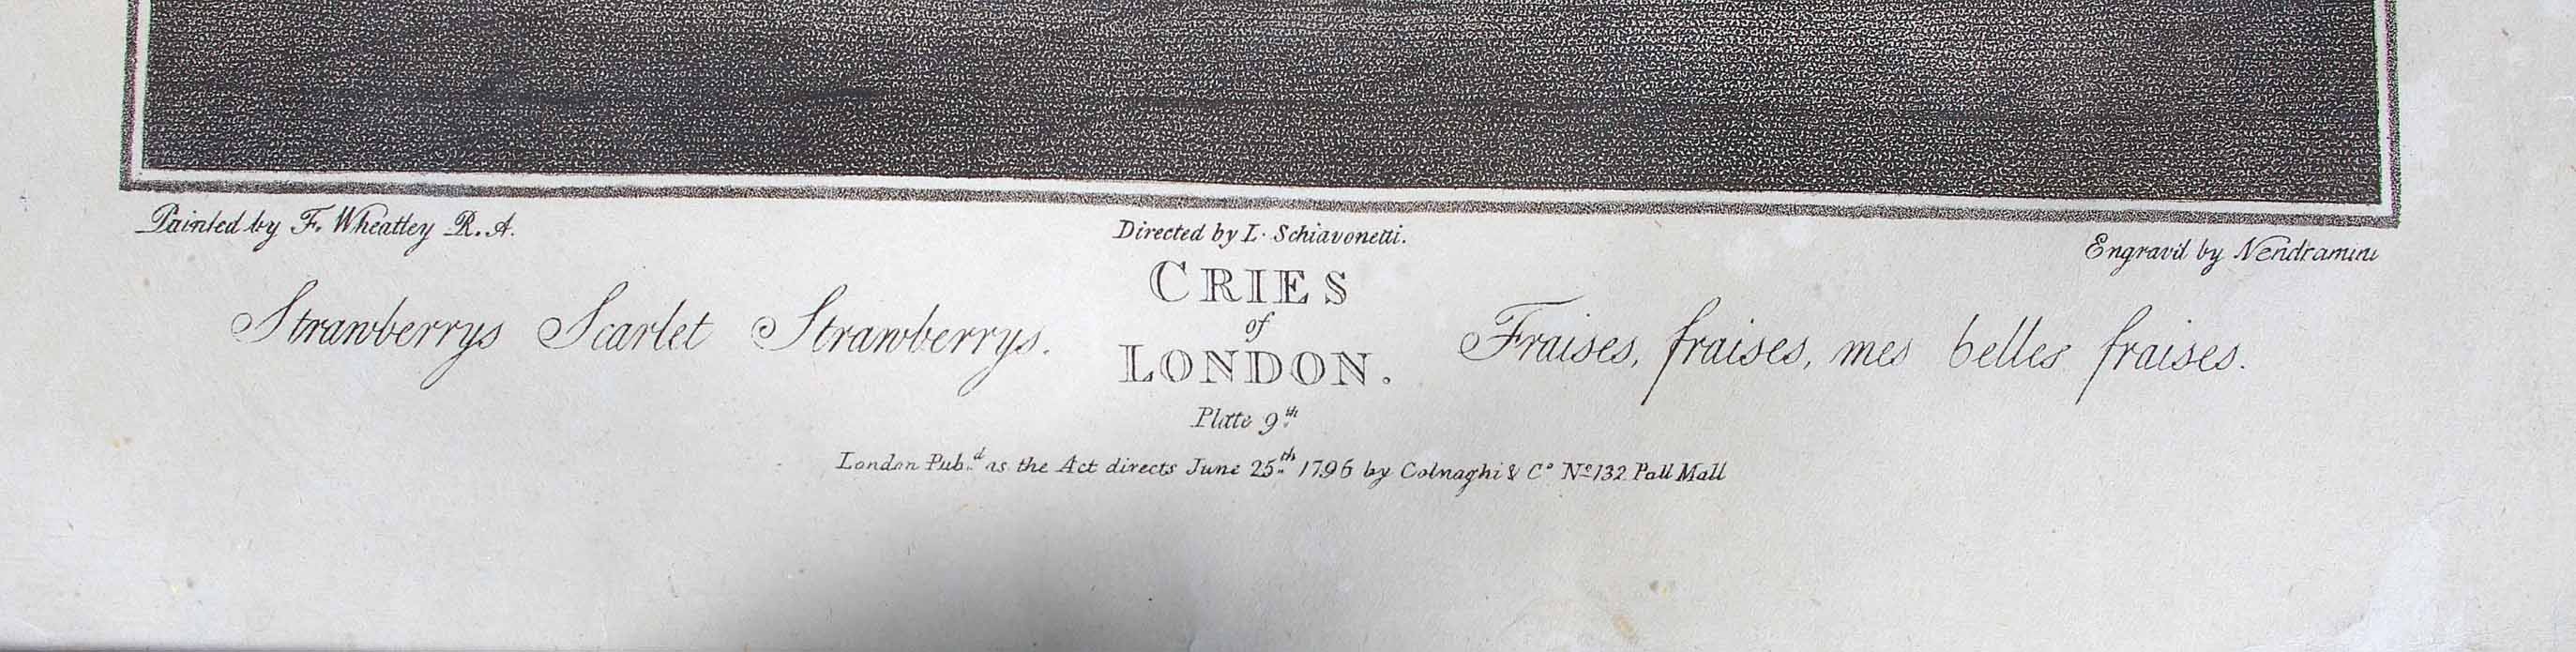 Painted by F. Wheatley R. A.
Directed by L. Schiavonetti.
Engrav'd by Vendramini
Strawberrys Scarlet Strawberrys.
CRIES
of
LONDON.
Fraises, fraises, mes belles fraises.
Plate 9th
London Pub.d as the Act directs June 25th 1796 by Colnaghi & Co No 132 Pall Mall